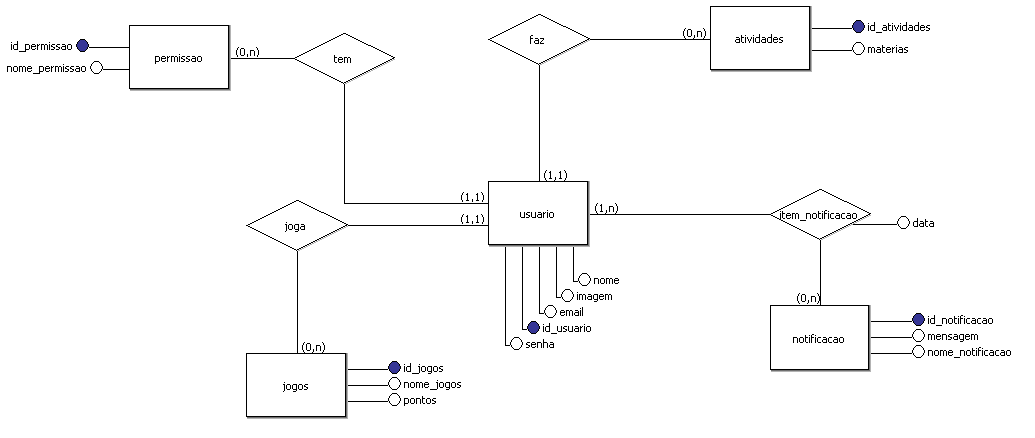 id_permissao
nome_permissao
permissao
(0,n)
tem
faz
(0,n)
atividades
id_atividades
materias
(1,1)
(1,1)
(1,1)
usuario
(1,n)
item_notificacao
data
joga
nome
imagem
email
id_usuario
senha
(0,n)
notificacao
id_notificacao
mensagem
nome_notificacao
(0,n)
jogos
id_jogos
nome_jogos
pontos